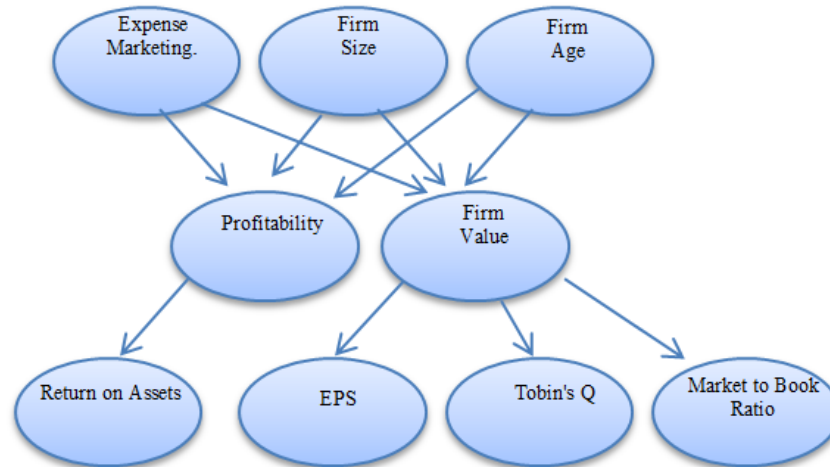 Expense
Marketing.
Firm
Size
Firm
Age
Profitability
Firm
Value
Return on Assets
EPS
Tobin's Q
Market to Book
Ratio